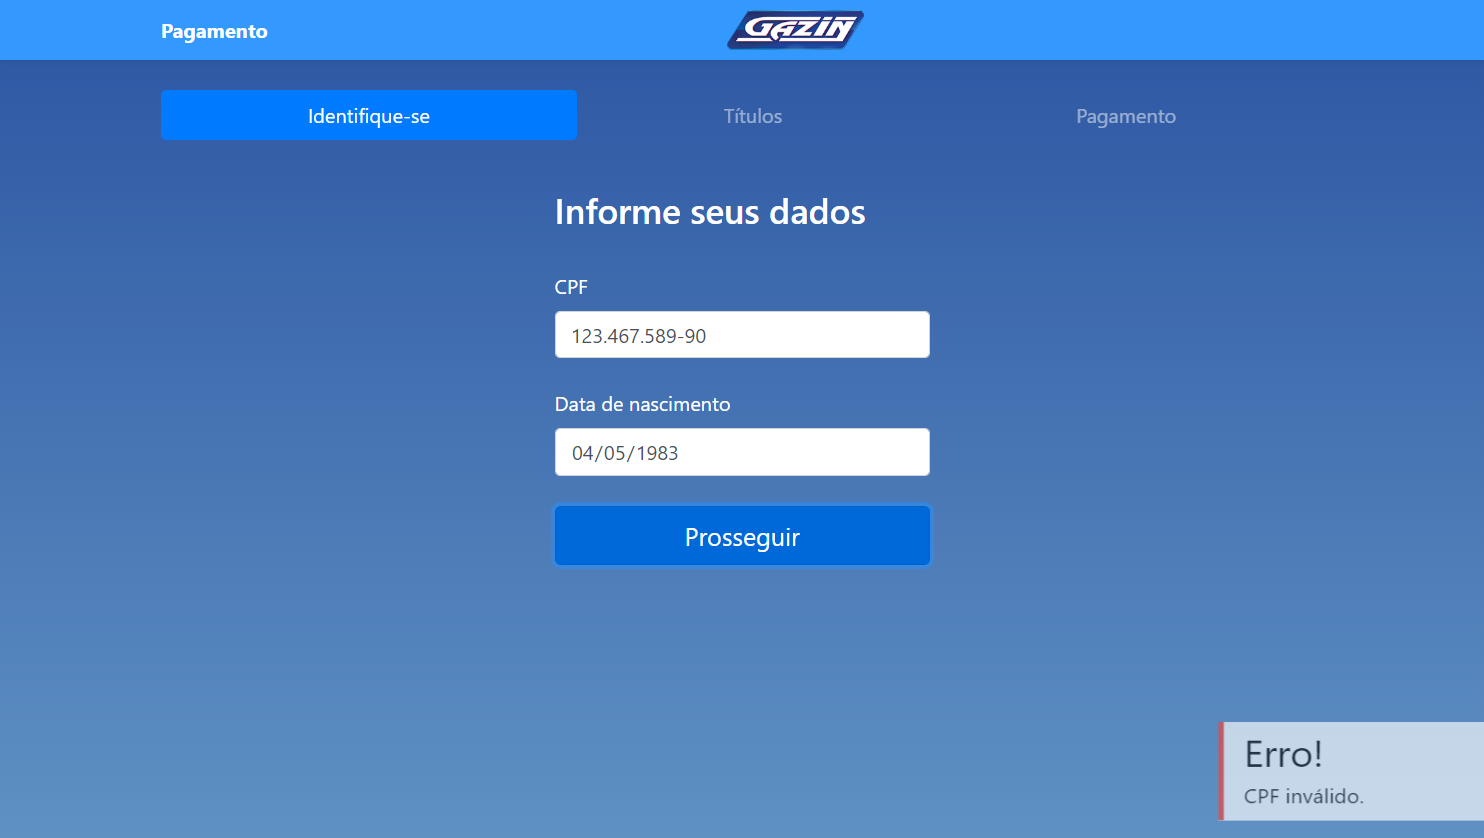 Pagamento
GAZIN
Identifique-se
Títulos
Pagamento
Informe seus dados
CPF
123.467.589-90
Data de nascimento
04/05/1983
Prosseguir
Erro!
CPF inválido.